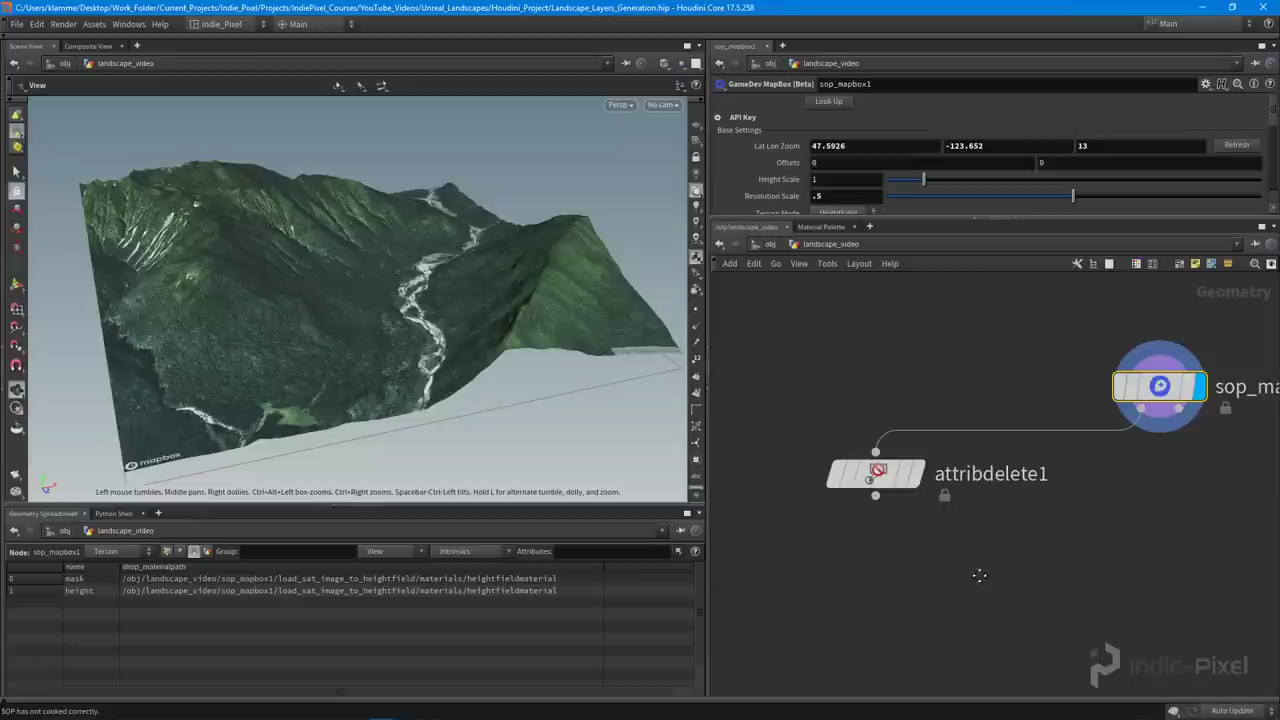 C:/Users/klamme/Desktop/Work_Folder/Current_Projects/Indie_Pixel/Projects/IndiePixel_Courses/YouTube_Videos/Unreal_Landscapes/Houdini_Project/Landscape_Layers_Generation.hip - Houdini Core 17.5.258
File Edit Render Assets Windows Help Indie_Pixel Main Main
Scene View Composite View sop_mapbox1
obj landscape_video obj landscape_video
View GameDev MapBox (Beta) sop_mapbox1
Persp No cam Look Up
API Key
Base Settings
Lat Lon Zoom 47.5926 -123.652 13 Refresh
Offsets 0 0
Height Scale 1
Resolution Scale .5
Terrain Mode HeightField
/obj/landscape_video Material Palette
obj landscape_video
Add Edit Go View Tools Layout Help
Geometry
sop_ma
attribdelete1
mapbox
Left mouse tumbles. Middle pans. Right dollies. Ctrl+Alt+Left box-zooms. Ctrl+Right zooms. Spacebar-Ctrl-Left tilts. Hold L for alternate tumble, dolly, and zoom.
Geometry Spreadsheet Python Shell
obj landscape_video
Node: sop_mapbox1 Terrain Group: View Intrinsics Attributes:
name shop_materialpath
0 mask /obj/landscape_video/sop_mapbox1/load_sat_image_to_heightfield/materials/heightfieldmaterial
1 height /obj/landscape_video/sop_mapbox1/load_sat_image_to_heightfield/materials/heightfieldmaterial
indie-Pixel
SOP has not cooked correctly. Auto Update